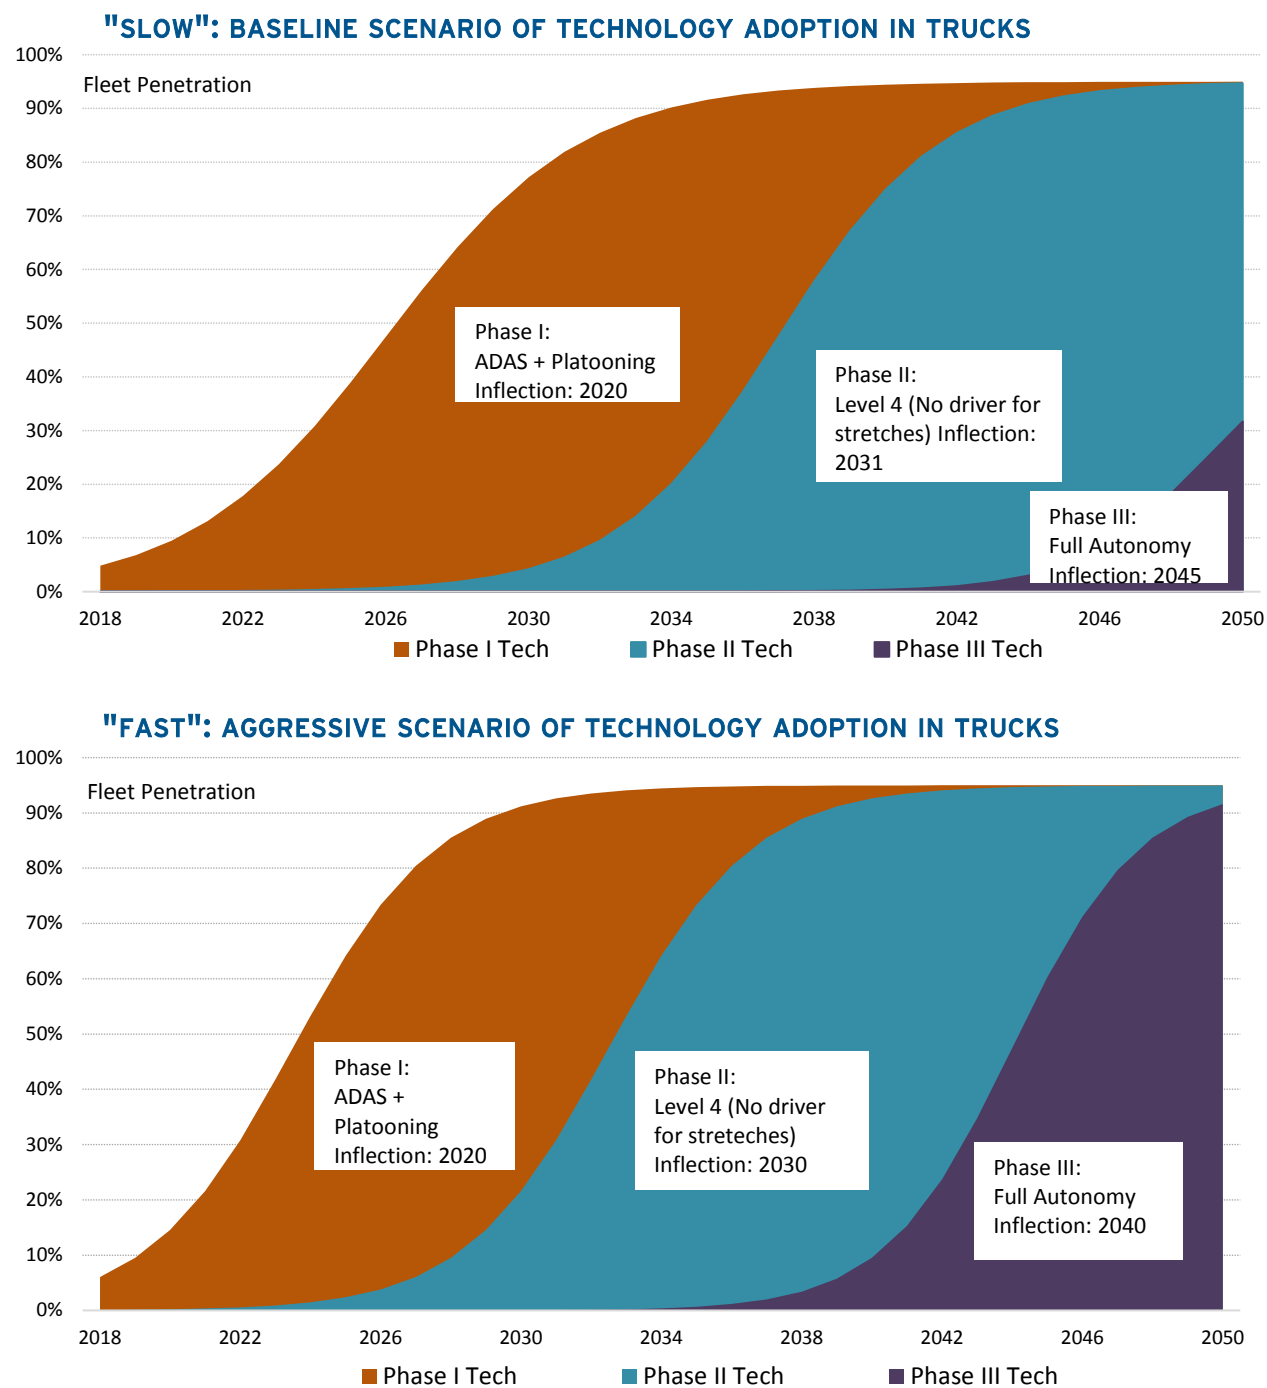 "SLOW": BASELINE SCENARIO OF TECHNOLOGY ADOPTION IN TRUCKS
100%
Fleet Penetration
90%
80%
70%
60%
50%
40%
30%
20%
10%
0%
Phase I:
ADAS + Platooning
Inflection: 2020
Phase II:
Level 4 (No driver for
stretches) Inflection:
2031
Phase III:
Full Autonomy
Inflection: 2045
2018 2022 2026 2030 2034 2038 2042 2046 2050
Phase I Tech Phase II Tech Phase III Tech
"FAST": AGGRESSIVE SCENARIO OF TECHNOLOGY ADOPTION IN TRUCKS
100%
Fleet Penetration
90%
80%
70%
60%
50%
40%
30%
20%
10%
0%
Phase I:
ADAS +
Platooning
Inflection: 2020
Phase II:
Level 4 (No driver
for streteches)
Inflection: 2030
Phase III:
Full Autonomy
Inflection: 2040
2018 2022 2026 2030 2034 2038 2042 2046 2050
Phase I Tech Phase II Tech Phase III Tech